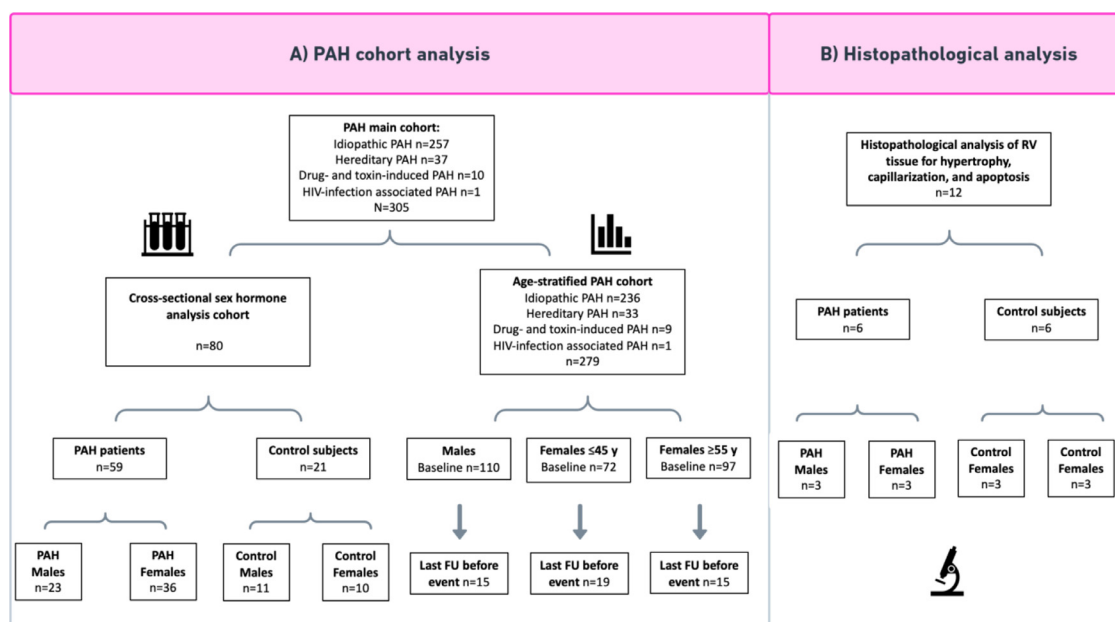 A) PAH cohort analysis
B) Histopathological analysis
PAH main cohort:
Idiopathic PAH n=257
Hereditary PAH n=37
Drug- and toxin-induced PAH n=10
HIV-infection associated PAH n=1
N=305
Histopathological analysis of RV
tissue for hypertrophy,
capillarization, and apoptosis
n=12
Cross-sectional sex hormone
analysis cohort
n=80
Age-stratified PAH cohort
Idiopathic PAH n=236
Hereditary PAH n=33
Drug- and toxin-induced PAH n=9
HIV-infection associated PAH n=1
n=279
PAH patients
n=6
Control subjects
n=6
PAH patients
n=59
Control subjects
n=21
Males
Baseline n=110
Females ≤45 y
Baseline n=72
Females ≥55 y
Baseline n=97
PAH
Males
n=3
PAH
Females
n=3
Control
Females
n=3
Control
Females
n=3
PAH
Males
n=23
PAH
Females
n=36
Control
Males
n=11
Control
Females
n=10
Last FU before
event n=15
Last FU before
event n=19
Last FU before
event n=15